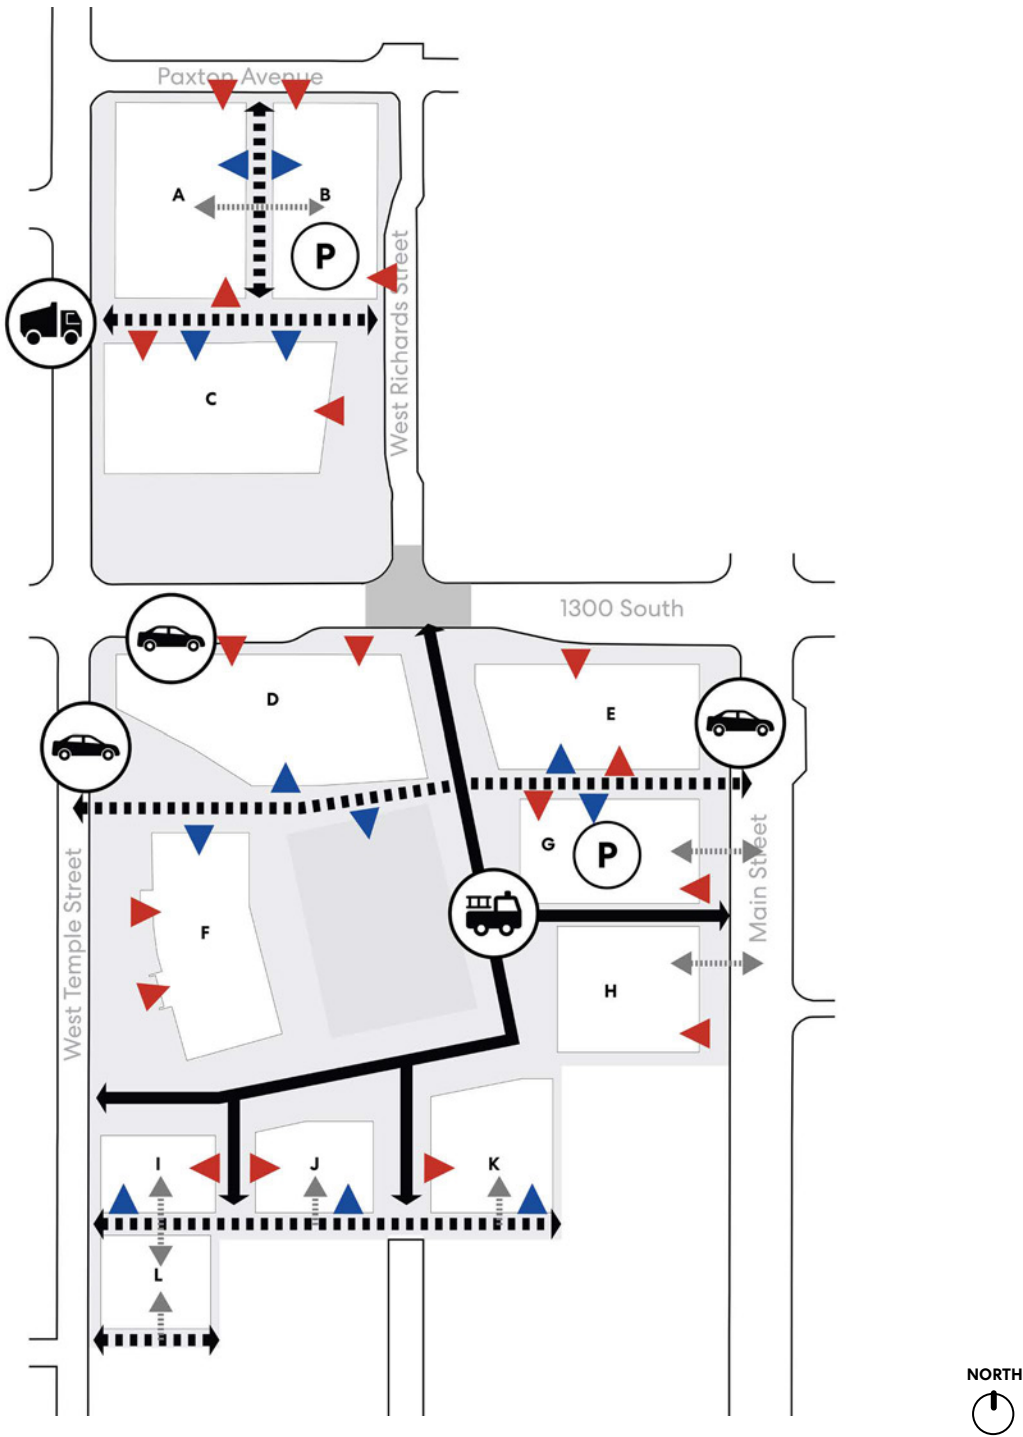 Paxton Avenue
A
B
P
West Richards Street
C
1300 South
D
E
G
P
Main Street
West Temple Street
F
H
I
J
K
L
NORTH